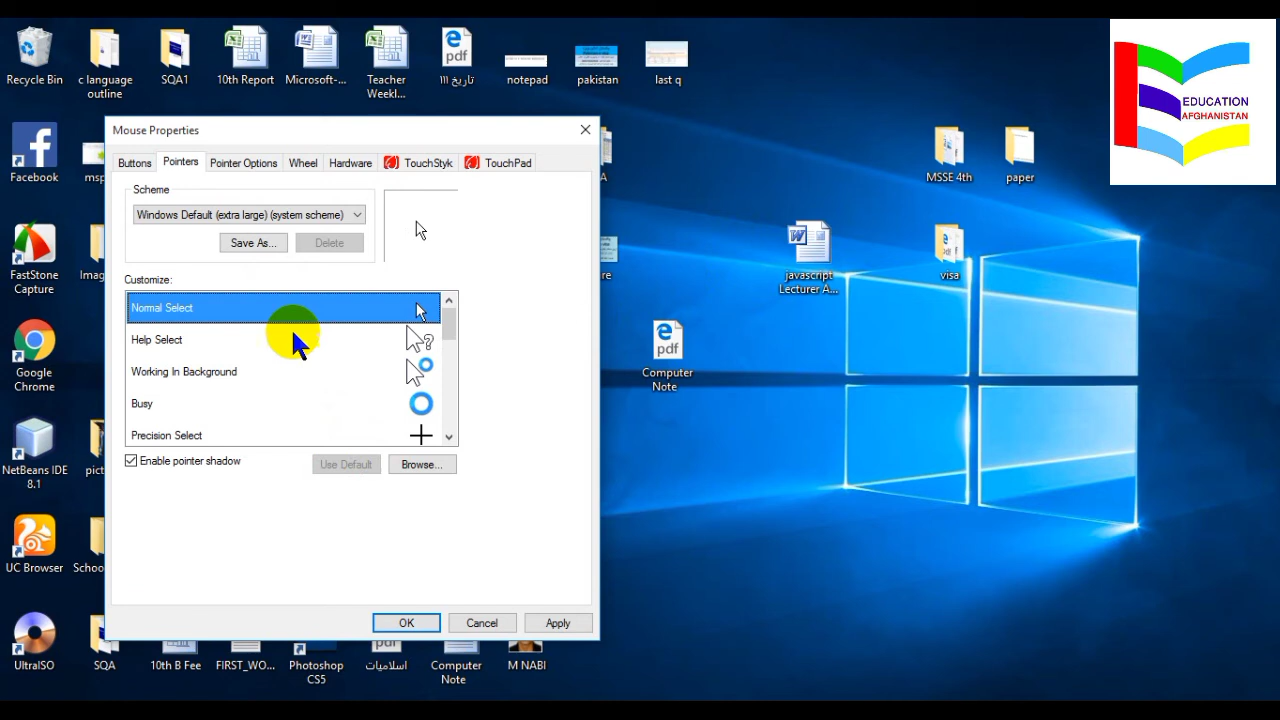 Recycle Bin
c language
outline
SQA1
10th Report
Microsoft-...
Teacher
Weekl...
pdf
تاریخ ااا
notepad
pakistan
last q
EDUCATION
AFGHANISTAN
Mouse Properties
Facebook
msp
MSSE 4th
paper
Buttons
Pointers
Pointer Options
Wheel
Hardware
TouchStyk
TouchPad
Scheme
Windows Default (extra large) (system scheme)
Save As...
Delete
FastStone
Capture
Imag
re
javascript
Lecturer A...
visa
Customize:
Normal Select
Help Select
Working In Background
Busy
Precision Select
Google
Chrome
pdf
Computer
Note
NetBeans IDE
8.1
pict
Enable pointer shadow
Use Default
Browse...
UC Browser
Schoo
OK
Cancel
Apply
UltraISO
SQA
10th B Fee
FIRST_WO...
Photoshop
CS5
pdf
اسلامیات
Computer
Note
M NABI